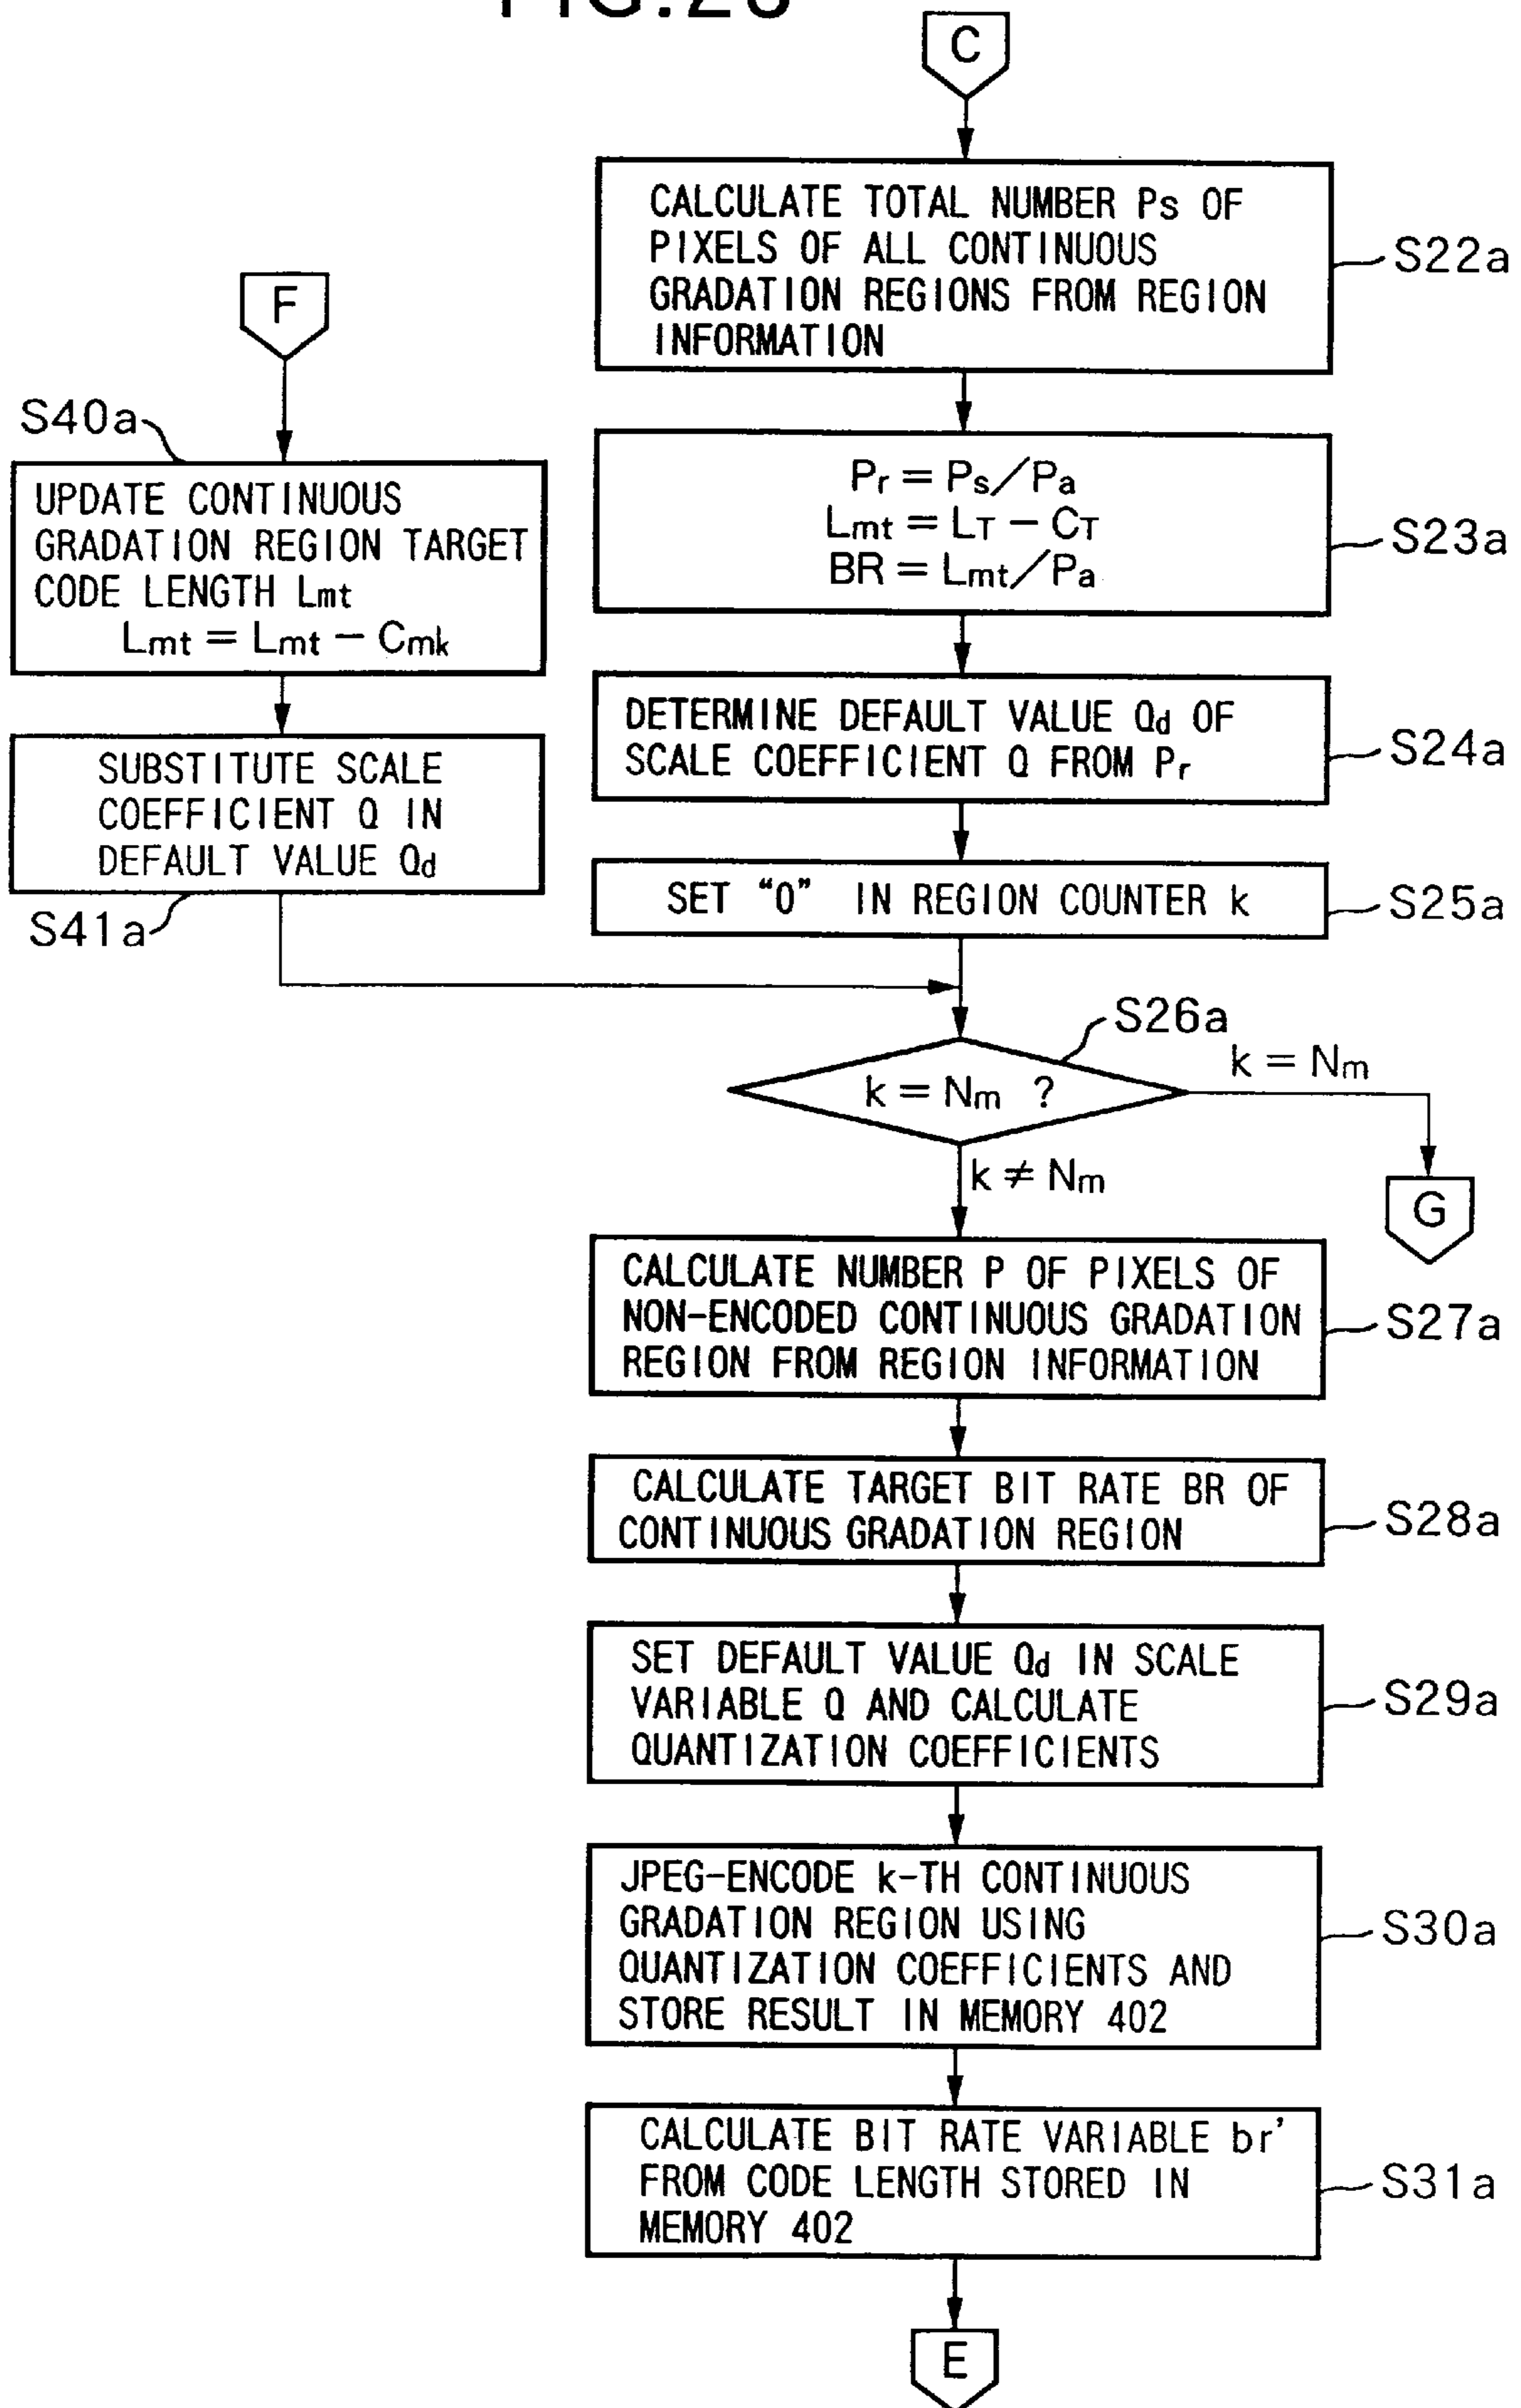 C
CALCULATE TOTAL NUMBER Ps OF
PIXELS OF ALL CONTINUOUS
GRADATION REGIONS FROM REGION
INFORMATION
S22a
F
S40a
UPDATE CONTINUOUS
GRADATION REGION TARGET
CODE LENGTH Lmt
Lmt = Lmt − Cmk
Pr = Ps/Pa
Lmt = LT − CT
BR = Lmt/Pa
S23a
SUBSTITUTE SCALE
COEFFICIENT Q IN
DEFAULT VALUE Qd
S41a
DETERMINE DEFAULT VALUE Qd OF
SCALE COEFFICIENT Q FROM Pr
S24a
SET “0” IN REGION COUNTER k
S25a
S26a
k = Nm ?
k = Nm
G
k ≠ Nm
CALCULATE NUMBER P OF PIXELS OF
NON-ENCODED CONTINUOUS GRADATION
REGION FROM REGION INFORMATION
S27a
CALCULATE TARGET BIT RATE BR OF
CONTINUOUS GRADATION REGION
S28a
SET DEFAULT VALUE Qd IN SCALE
VARIABLE Q AND CALCULATE
QUANTIZATION COEFFICIENTS
S29a
JPEG-ENCODE k-TH CONTINUOUS
GRADATION REGION USING
QUANTIZATION COEFFICIENTS AND
STORE RESULT IN MEMORY 402
S30a
CALCULATE BIT RATE VARIABLE br'
FROM CODE LENGTH STORED IN
MEMORY 402
S31a
E